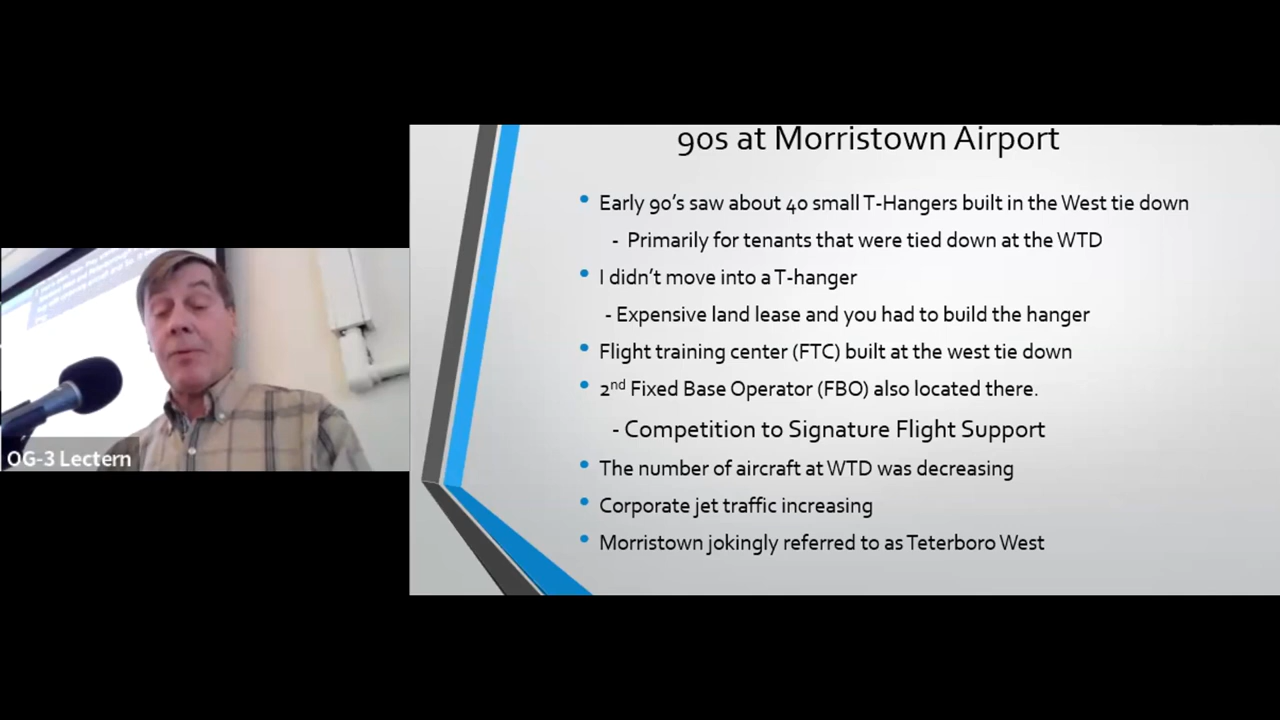 90s at Morristown Airport
• Early 90's saw about 40 small T-Hangers built in the West tie down
- Primarily for tenants that were tied down at the WTD
• I didn't move into a T-hanger
- Expensive land lease and you had to build the hanger
• Flight training center (FTC) built at the west tie down
• 2nd Fixed Base Operator (FBO) also located there.
- Competition to Signature Flight Support
• The number of aircraft at WTD was decreasing
• Corporate jet traffic increasing
• Morristown jokingly referred to as Teterboro West
OG-3 Lectern